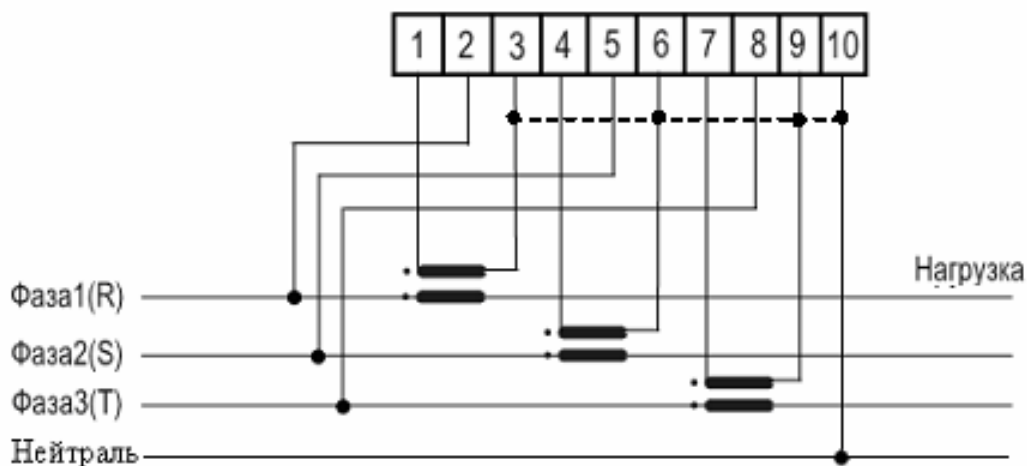 1 2 3 4 5 6 7 8 9 10
Нагрузка
Фаза1(R)
Фаза2(S)
Фаза3(T)
Нейтраль